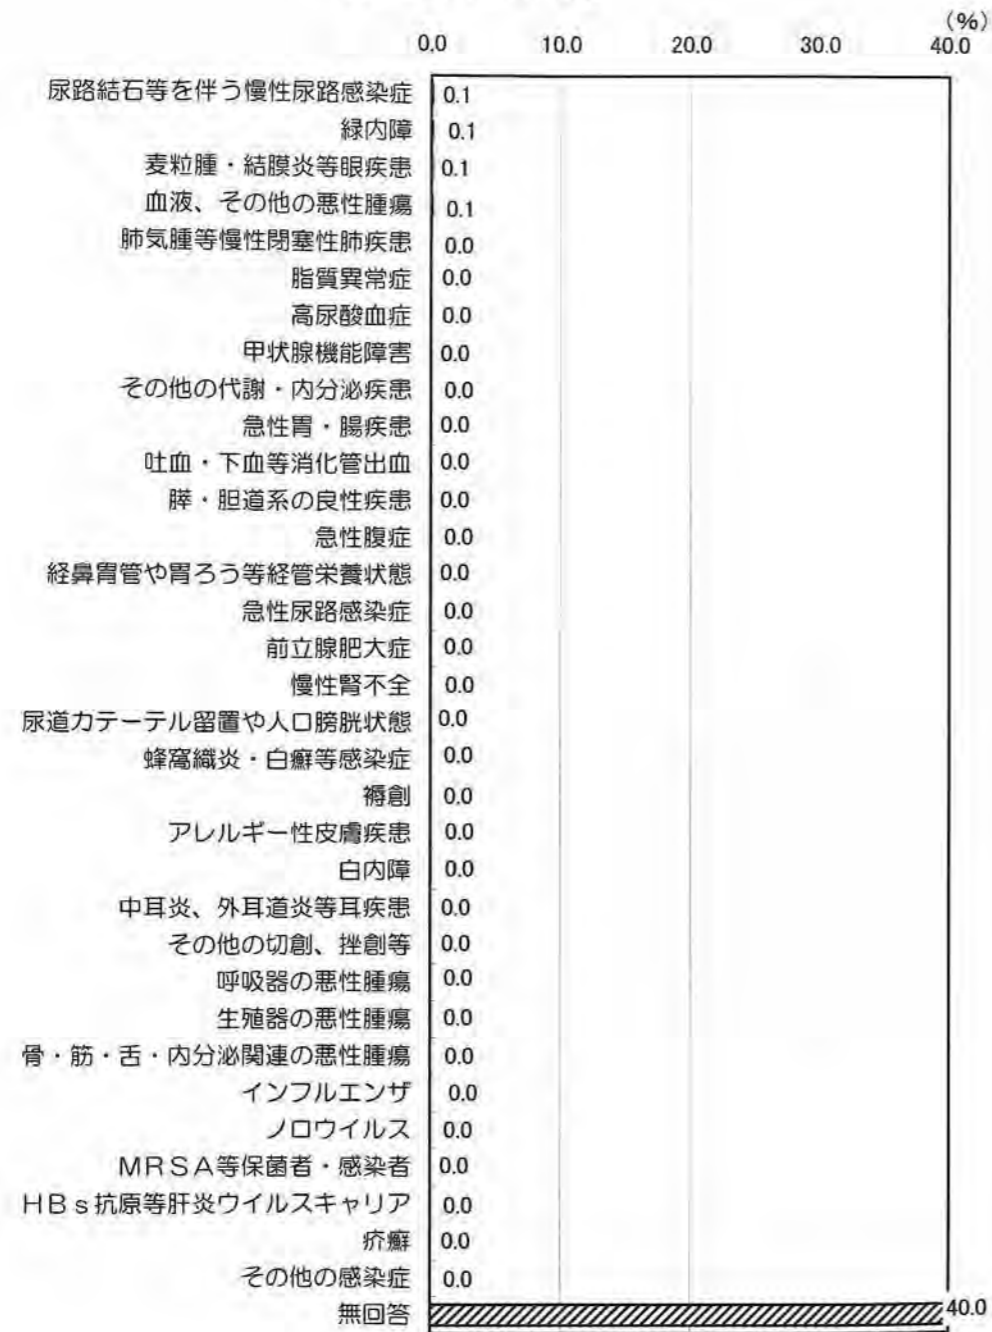 (%)
0.0 10.0 20.0 30.0 40.0
尿路結石等を伴う慢性尿路感染症 0.1
緑内障 0.1
麦粒腫・結膜炎等眼疾患 0.1
血液、その他の悪性腫瘍 0.1
肺気腫等慢性閉塞性肺疾患 0.0
脂質異常症 0.0
高尿酸血症 0.0
甲状腺機能障害 0.0
その他の代謝・内分泌疾患 0.0
急性胃・腸疾患 0.0
吐血・下血等消化管出血 0.0
膵・胆道系の良性疾患 0.0
急性腹症 0.0
経鼻胃管や胃ろう等経管栄養状態 0.0
急性尿路感染症 0.0
前立腺肥大症 0.0
慢性腎不全 0.0
尿道カテーテル留置や人口膀胱状態 0.0
蜂窩織炎・白癬等感染症 0.0
褥創 0.0
アレルギー性皮膚疾患 0.0
白内障 0.0
中耳炎、外耳道炎等耳疾患 0.0
その他の切創、挫創等 0.0
呼吸器の悪性腫瘍 0.0
生殖器の悪性腫瘍 0.0
骨・筋・舌・内分泌関連の悪性腫瘍 0.0
インフルエンザ 0.0
ノロウイルス 0.0
MRSA等保菌者・感染者 0.0
HBs抗原等肝炎ウイルスキャリア 0.0
疥癬 0.0
その他の感染症 0.0
無回答 40.0